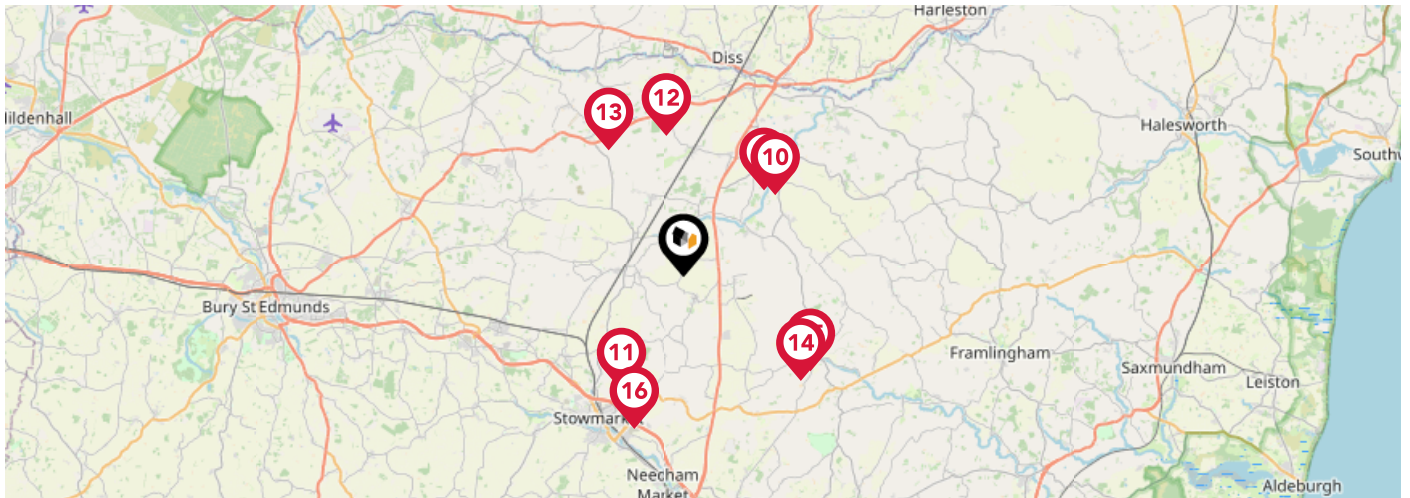 Harleston
Diss
12
13
Mildenhall
Halesworth
10
Southw
Bury St Edmunds
11
14
Framlingham
Saxmundham
Leiston
16
Stowmark
Needham
Market
Aldeburgh